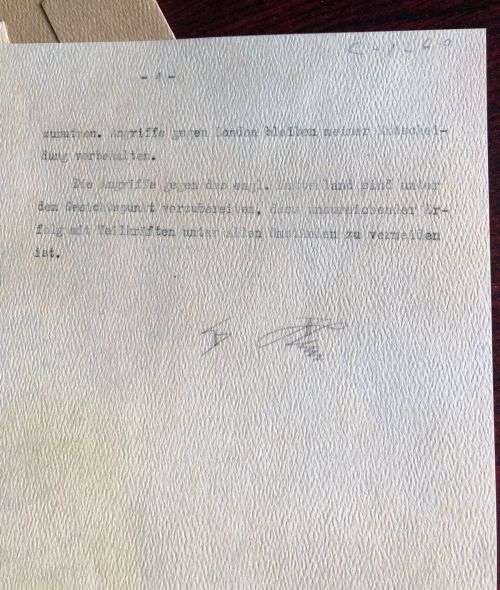 zunutzen. Angriffe gegen London bleiben meiner Entschei-
dung vorbehalten.
Die Angriffe gegen das engl. Mutterland sind unter
dem Gesichtspunkt vorzubereiten, dass unzureichender Er-
folg mit Teilkräften unter allen Umständen zu vermeiden
ist.